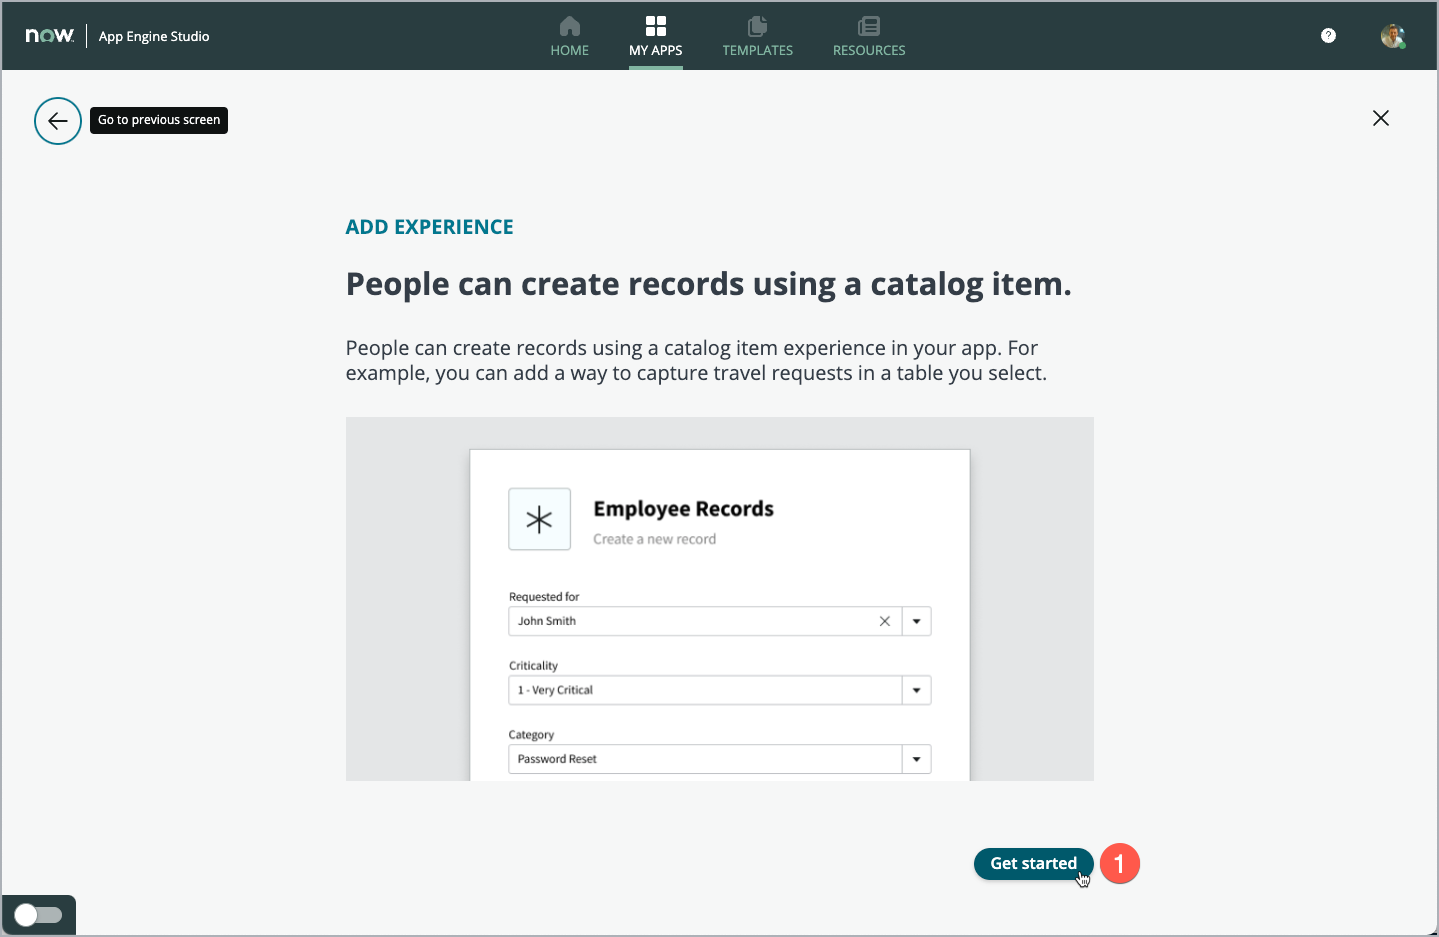 now.
App Engine Studio
HOME
MY APPS
TEMPLATES
RESOURCES
?
Go to previous screen
ADD EXPERIENCE
People can create records using a catalog item.
People can create records using a catalog item experience in your app. For
example, you can add a way to capture travel requests in a table you select.
Employee Records
Create a new record
Requested for
John Smith
Criticality
1 - Very Critical
Category
Password Reset
Get started
1